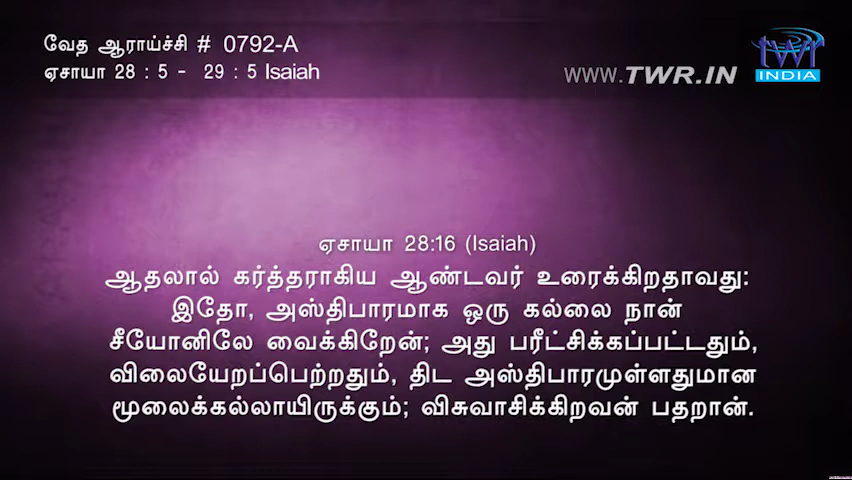 வேத ஆராய்ச்சி # 0792-A
ஏசாயா 28 : 5 - 29 : 5 Isaiah
www.TWR.IN
twr
INDIA
ஏசாயா 28:16 (Isaiah)
ஆதலால் கர்த்தராகிய ஆண்டவர் உரைக்கிறதாவது:
இதோ, அஸ்திபாரமாக ஒரு கல்லை நான்
சீயோனிலே வைக்கிறேன்; அது பரீட்சிக்கப்பட்டதும்,
விலையேறப்பெற்றதும், திட அஸ்திபாரமுள்ளதுமான
மூலைக்கல்லாயிருக்கும்; விசுவாசிக்கிறவன் பதறான்.